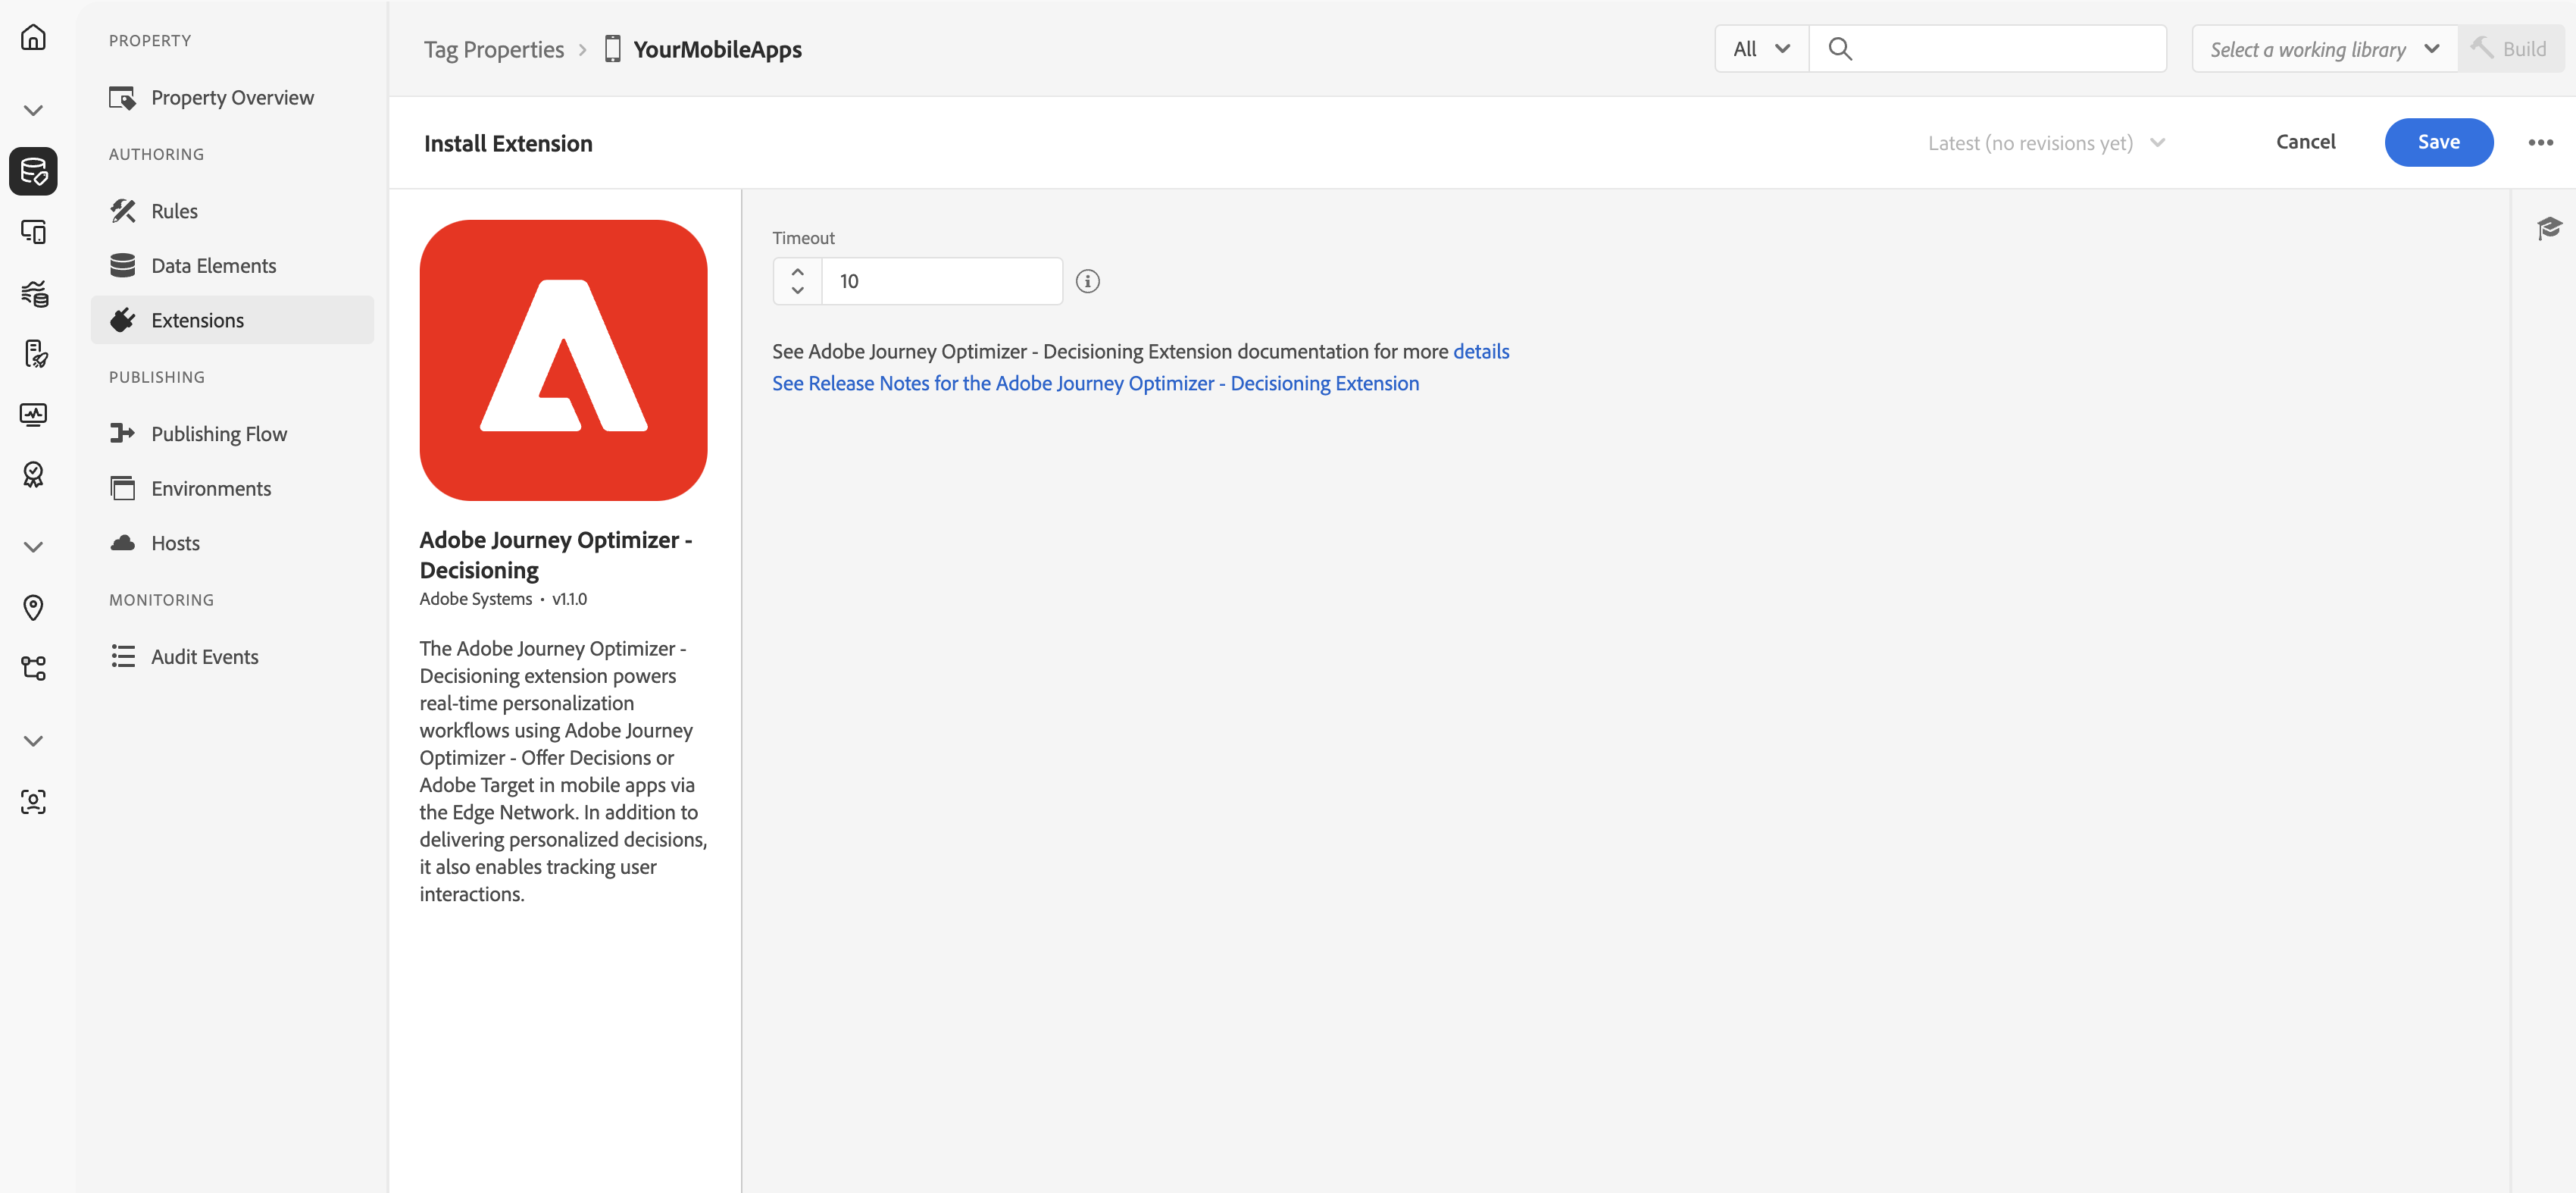 PROPERTY
Property Overview
AUTHORING
Rules
Data Elements
Extensions
PUBLISHING
Publishing Flow
Environments
Hosts
MONITORING
Audit Events
Tag Properties > YourMobileApps
All
Select a working library
Build
Install Extension
Latest (no revisions yet)
Cancel
Save
Adobe Journey Optimizer -
Decisioning
Adobe Systems · v1.1.0
The Adobe Journey Optimizer -
Decisioning extension powers
real-time personalization
workflows using Adobe Journey
Optimizer - Offer Decisions or
Adobe Target in mobile apps via
the Edge Network. In addition to
delivering personalized decisions,
it also enables tracking user
interactions.
Timeout
10
See Adobe Journey Optimizer - Decisioning Extension documentation for more details
See Release Notes for the Adobe Journey Optimizer - Decisioning Extension